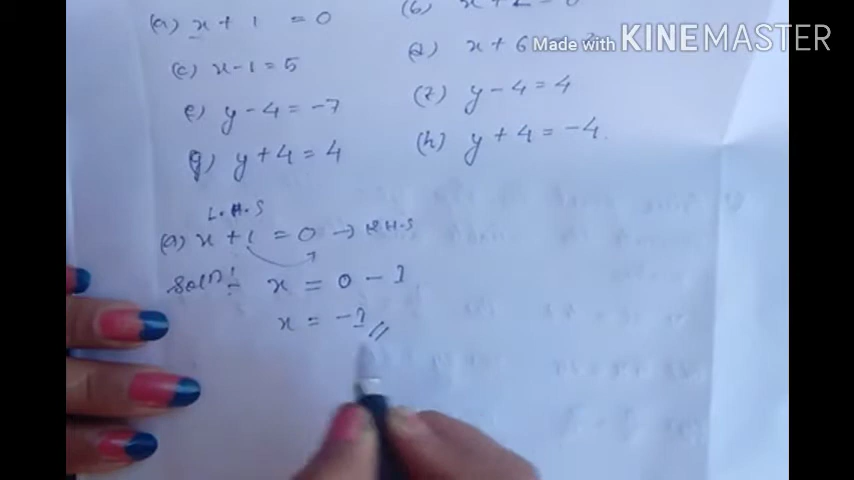 (a) x + 1 = 0
(c) x - 1 = 5
x + 6
Made with KINEMASTER
e) y - 4 = -7
(f) y - 4 = 4
g) y + 4 = 4
(h) y + 4 = -4.
L.H.S
(a) x + 1 = 0 → R.H.S
Soln:-
x = 0 - 1
x = -1 //